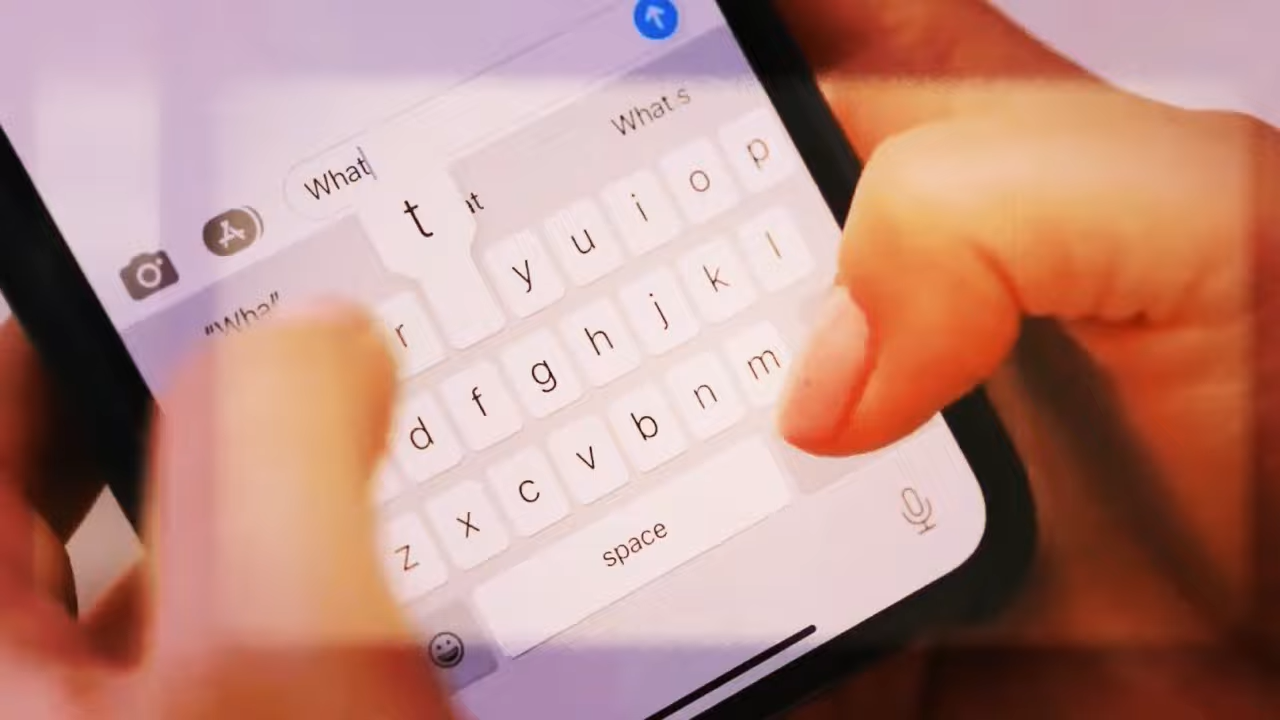 What
What's
"Wha"
t
y u i o p
r
d f g h j k l
z x c v b n m
space